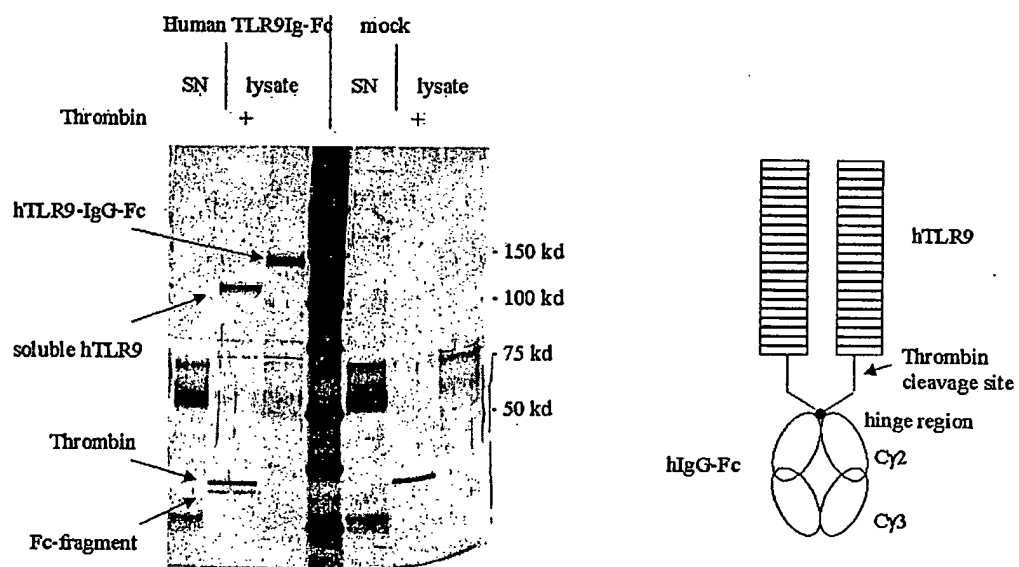 Human TLR9Ig-Fc mock
SN lysate SN lysate
Thrombin + +
hTLR9-IgG-Fc
soluble hTLR9
Thrombin
Fc-fragment
- 150 kd
- 100 kd
- 75 kd
- 50 kd
hTLR9
Thrombin
cleavage site
hinge region
hIgG-Fc
Cγ2
Cγ3